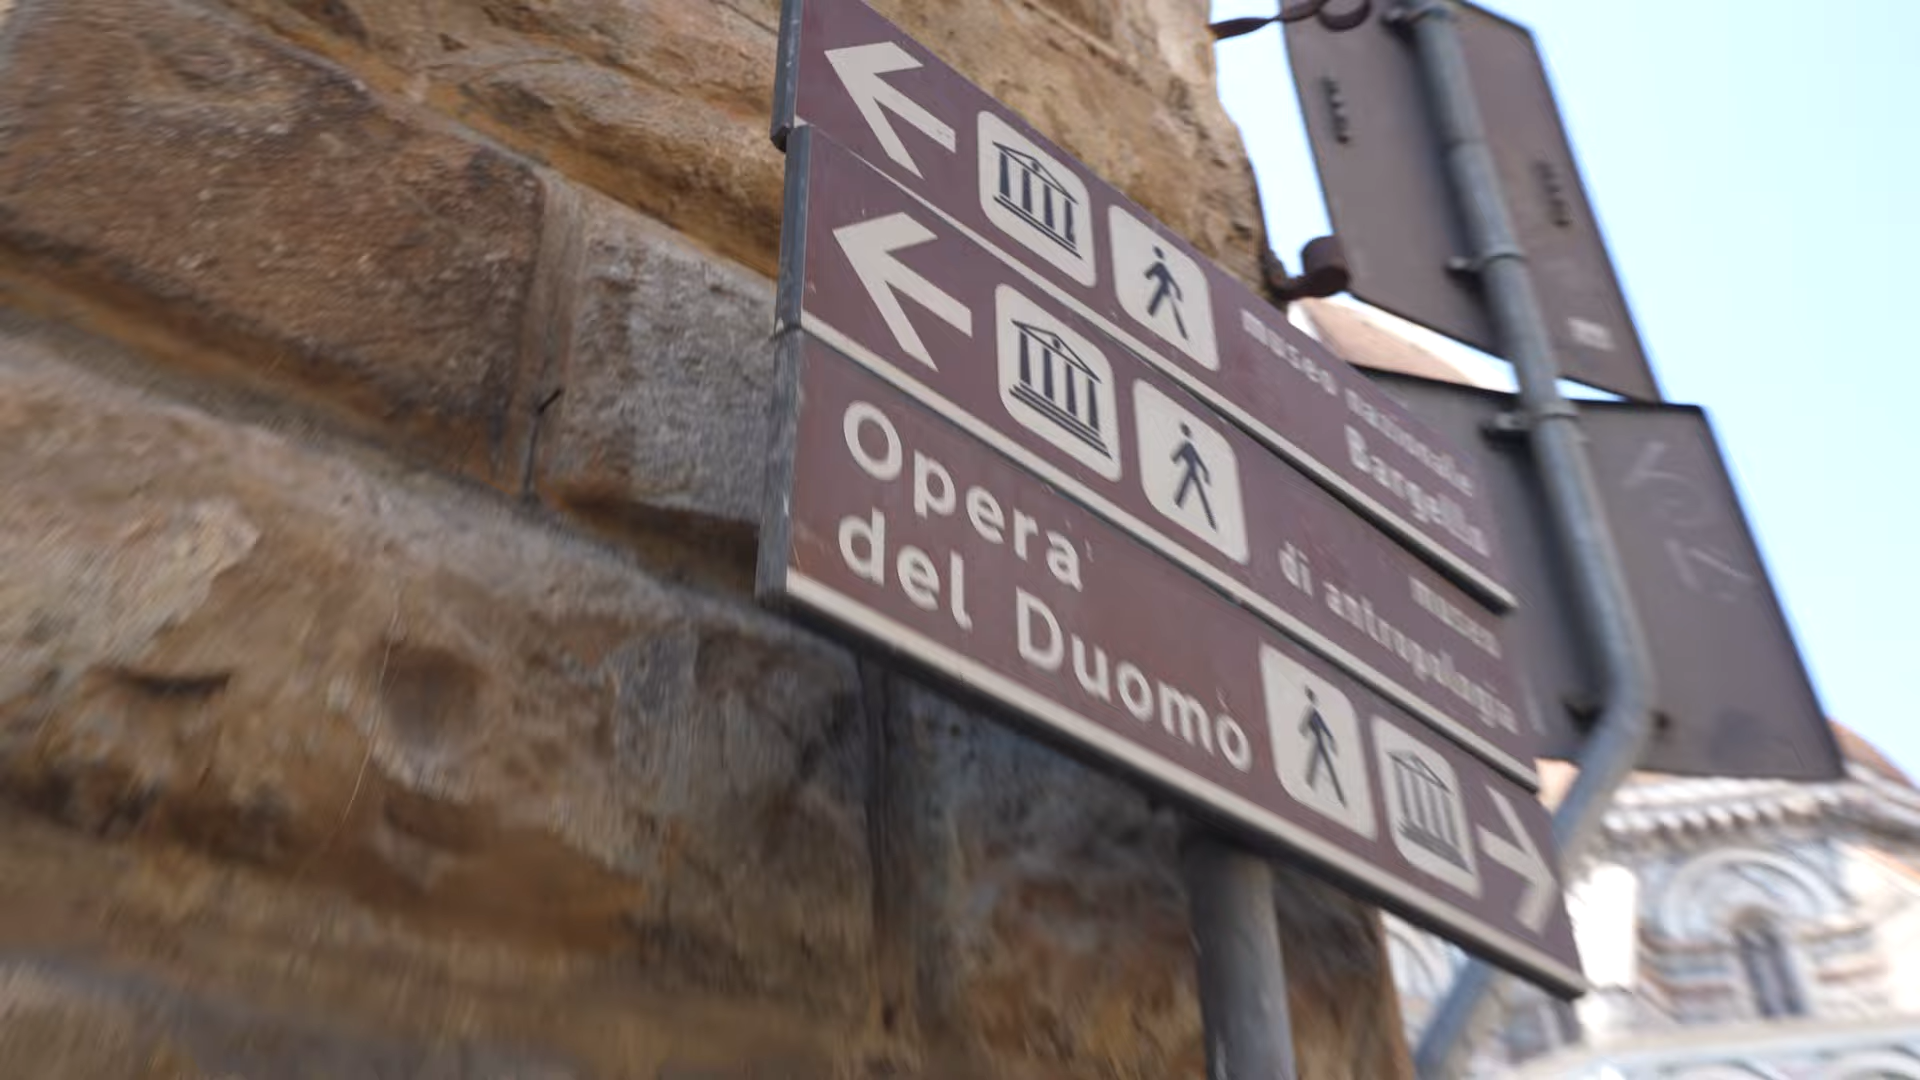 museo nazionale
Bargello
museo
di antropologia
Opera
del Duomo